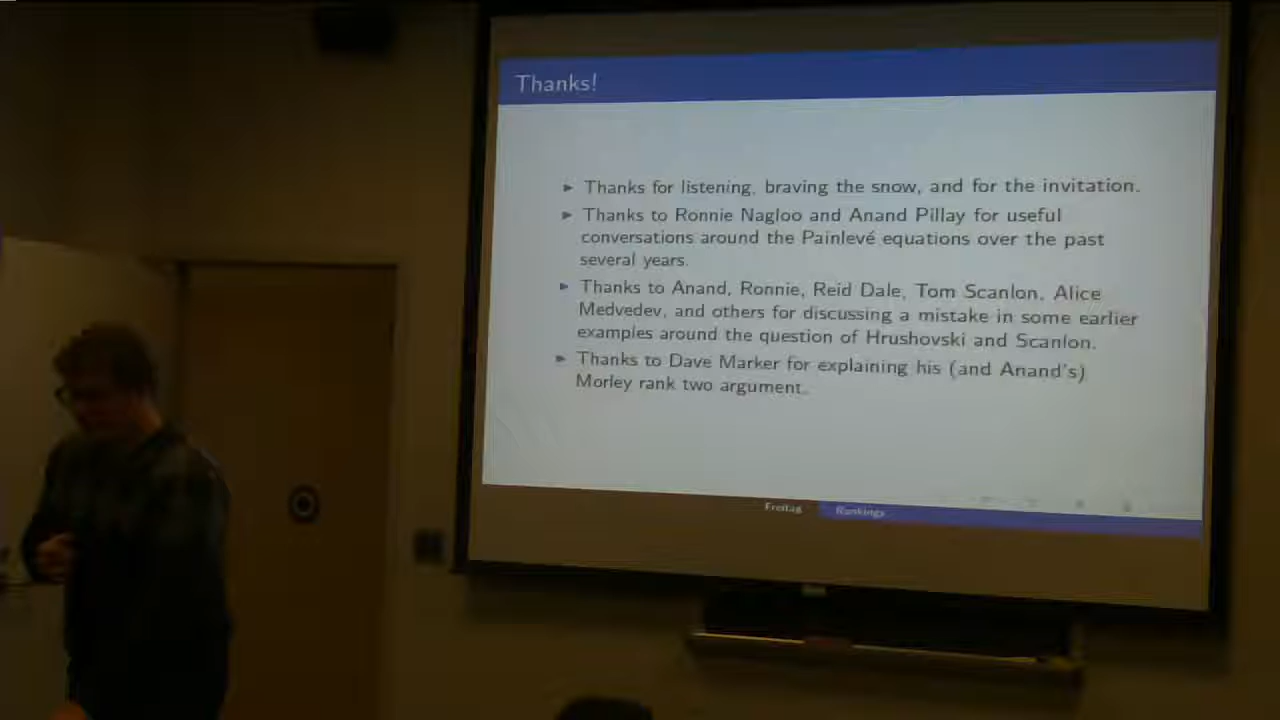 Thanks!
► Thanks for listening, braving the snow, and for the invitation.
► Thanks to Ronnie Nagloo and Anand Pillay for useful
conversations around the Painlevé equations over the past
several years.
► Thanks to Anand, Ronnie, Reid Dale, Tom Scanlon, Alice
Medvedev, and others for discussing a mistake in some earlier
examples around the question of Hrushovski and Scanlon.
► Thanks to Dave Marker for explaining his (and Anand's)
Morley rank two argument.
Freitag Rankings